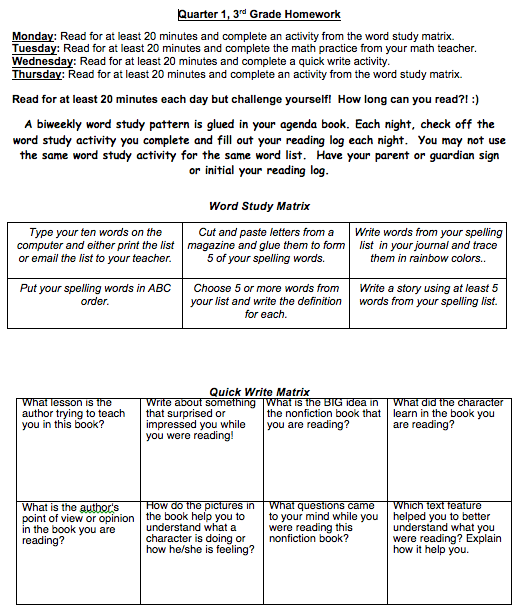 Quarter 1, 3rd Grade Homework
Monday: Read for at least 20 minutes and complete an activity from the word study matrix.
Tuesday: Read for at least 20 minutes and complete the math practice from your math teacher.
Wednesday: Read for at least 20 minutes and complete a quick write activity.
Thursday: Read for at least 20 minutes and complete an activity from the word study matrix.
Read for at least 20 minutes each day but challenge yourself! How long can you read?! :)
A biweekly word study pattern is glued in your agenda book. Each night, check off the
word study activity you complete and fill out your reading log each night. You may not use
the same word study activity for the same word list. Have your parent or guardian sign
or initial your reading log.
Word Study Matrix
Type your ten words on the
computer and either print the list
or email the list to your teacher.
Cut and paste letters from a
magazine and glue them to form
5 of your spelling words.
Write words from your spelling
list in your journal and trace
them in rainbow colors..
Put your spelling words in ABC
order.
Choose 5 or more words from
your list and write the definition
for each.
Write a story using at least 5
words from your spelling list.
Quick Write Matrix
What lesson is the
author trying to teach
you in this book?
Write about something
that surprised or
impressed you while
you were reading!
What is the BIG idea in
the nonfiction book that
you are reading?
What did the character
learn in the book you
are reading?
What is the author's
point of view or opinion
in the book you are
reading?
How do the pictures in
the book help you to
understand what a
character is doing or
how he/she is feeling?
What questions came
to your mind while you
were reading this
nonfiction book?
Which text feature
helped you to better
understand what you
were reading? Explain
how it help you.